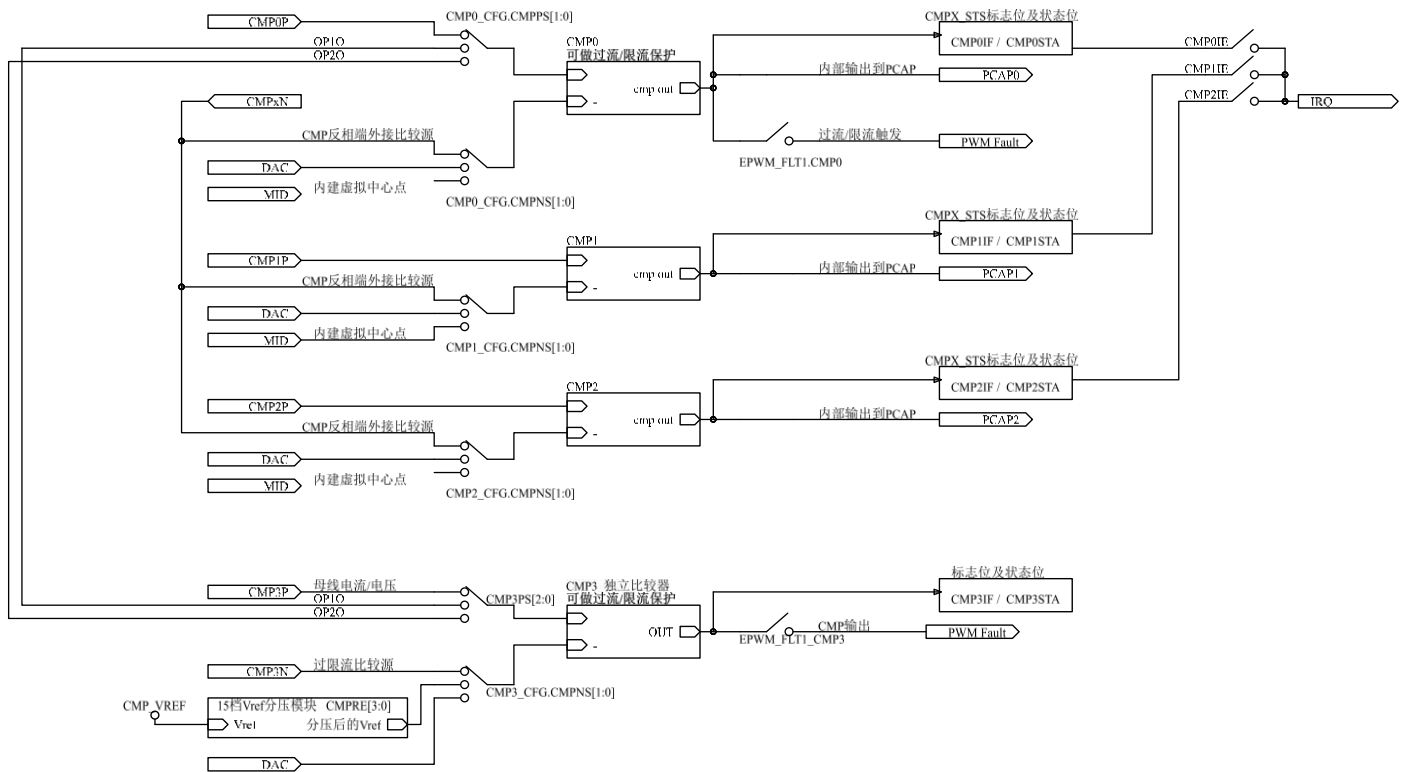 CMP0P
CMP0_CFG.CMPPS[1:0]
OP1O
OP2O
CMP0
可做过流/限流保护
cmp out
-
CMPX_STS标志位及状态位
CMP0IF / CMP0STA
内部输出到PCAP
PCAP0
过流/限流触发
PWM Fault
EPWM_FLT1.CMP0
CMP0IE
CMP1IE
CMP2IE
IRQ
CMPxN
CMP反相端外接比较源
DAC
MID
内建虚拟中心点
CMP0_CFG.CMPNS[1:0]
CMP1P
CMP反相端外接比较源
DAC
MID
内建虚拟中心点
CMP1_CFG.CMPNS[1:0]
CMP1
cmp out
-
CMPX_STS标志位及状态位
CMP1IF / CMP1STA
内部输出到PCAP
PCAP1
CMP2P
CMP反相端外接比较源
DAC
MID
内建虚拟中心点
CMP2_CFG.CMPNS[1:0]
CMP2
cmp out
-
CMPX_STS标志位及状态位
CMP2IF / CMP2STA
内部输出到PCAP
PCAP2
CMP3P
母线电流/电压
OP1O
OP2O
CMP3PS[2:0]
CMP3 独立比较器
可做过流/限流保护
OUT
-
标志位及状态位
CMP3IF / CMP3STA
CMP输出
PWM Fault
EPWM_FLT1_CMP3
CMP3N
过限流比较源
CMP3_CFG.CMPNS[1:0]
CMP_VREF
15档Vref分压模块 CMPRE[3:0]
Vref
分压后的Vref
DAC